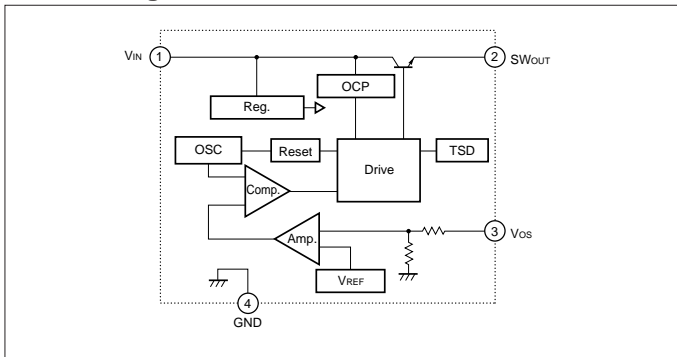 VIN 1
2 SWOUT
OCP
Reg.
OSC
Reset
Drive
TSD
Comp.
Amp.
3 VOS
VREF
4
GND